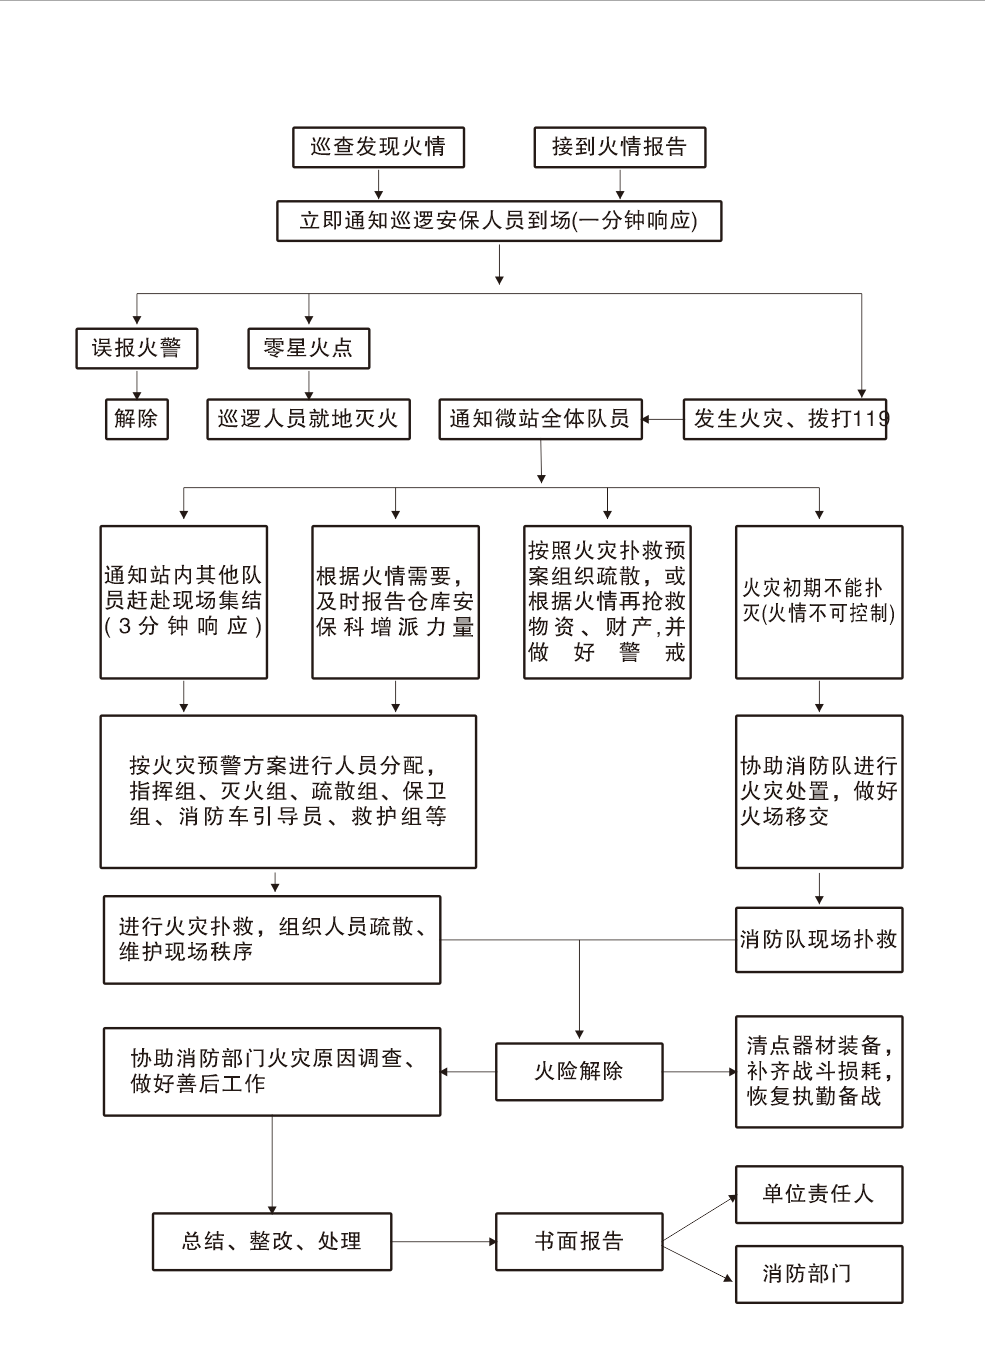 巡查发现火情
接到火情报告
立即通知巡逻安保人员到场(一分钟响应)
误报火警
零星火点
解除
巡逻人员就地灭火
通知微站全体队员
发生火灾、拨打119
通知站内其他队
员赶赴现场集结
(3分钟响应)
根据火情需要，
及时报告仓库安
保科增派力量
按照火灾扑救预
案组织疏散，或
根据火情再抢救
物资、财产,并
做好警戒
火灾初期不能扑
灭(火情不可控制)
按火灾预警方案进行人员分配，
指挥组、灭火组、疏散组、保卫
组、消防车引导员、救护组等
协助消防队进行
火灾处置，做好
火场移交
进行火灾扑救，组织人员疏散、
维护现场秩序
消防队现场扑救
协助消防部门火灾原因调查、
做好善后工作
火险解除
清点器材装备，
补齐战斗损耗，
恢复执勤备战
总结、整改、处理
书面报告
单位责任人
消防部门